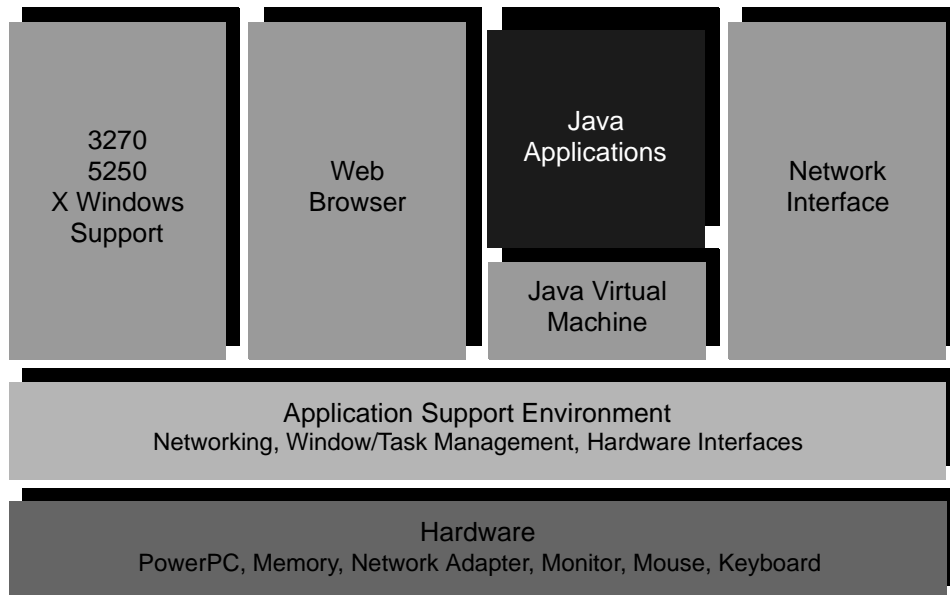 3270
5250
X Windows
Support
Web
Browser
Java
Applications
Java Virtual
Machine
Network
Interface
Application Support Environment
Networking, Window/Task Management, Hardware Interfaces
Hardware
PowerPC, Memory, Network Adapter, Monitor, Mouse, Keyboard